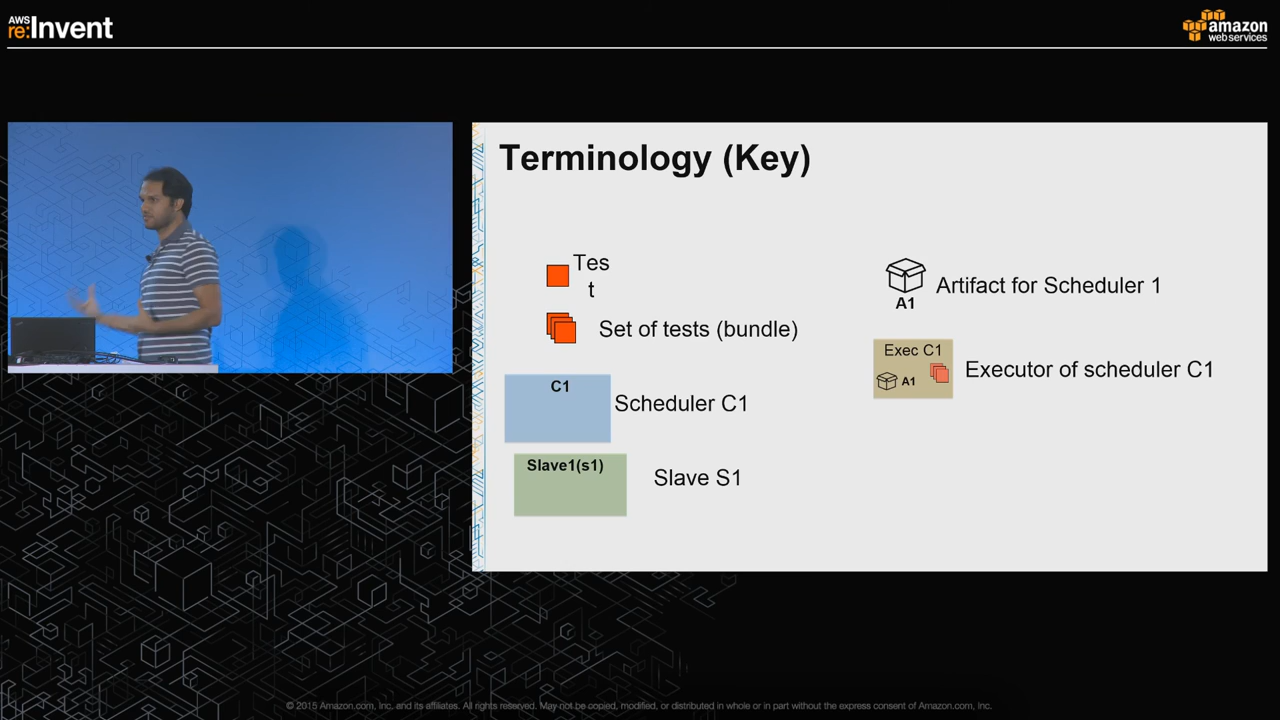 AWS
re:Invent
amazon
web services
Terminology (Key)
Tes
t
Set of tests (bundle)
C1
Scheduler C1
Slave1(s1)
Slave S1
A1
Artifact for Scheduler 1
Exec C1
A1
Executor of scheduler C1
© 2015 Amazon.com, Inc. and its affiliates. All rights reserved. May not be copied, modified, or distributed in whole or in part without the express consent of Amazon.com, Inc.